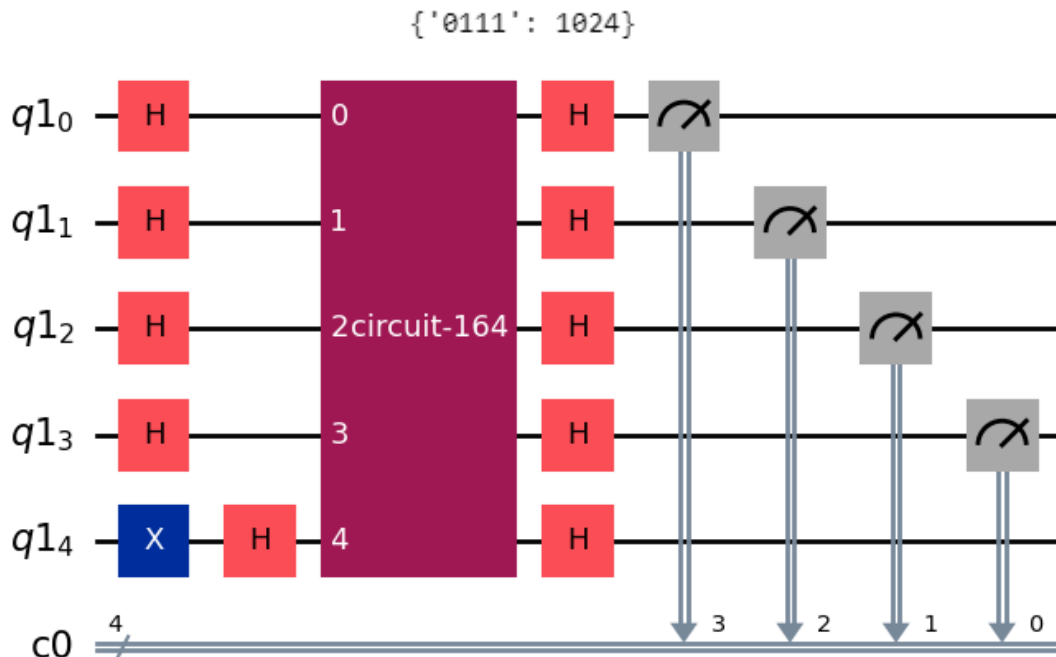 {'0111': 1024}
q1₀ H 0 H
q1₁ H 1 H
q1₂ H 2circuit-164 H
q1₃ H 3 H
q1₄ X H 4 H
c0 4 3 2 1 0